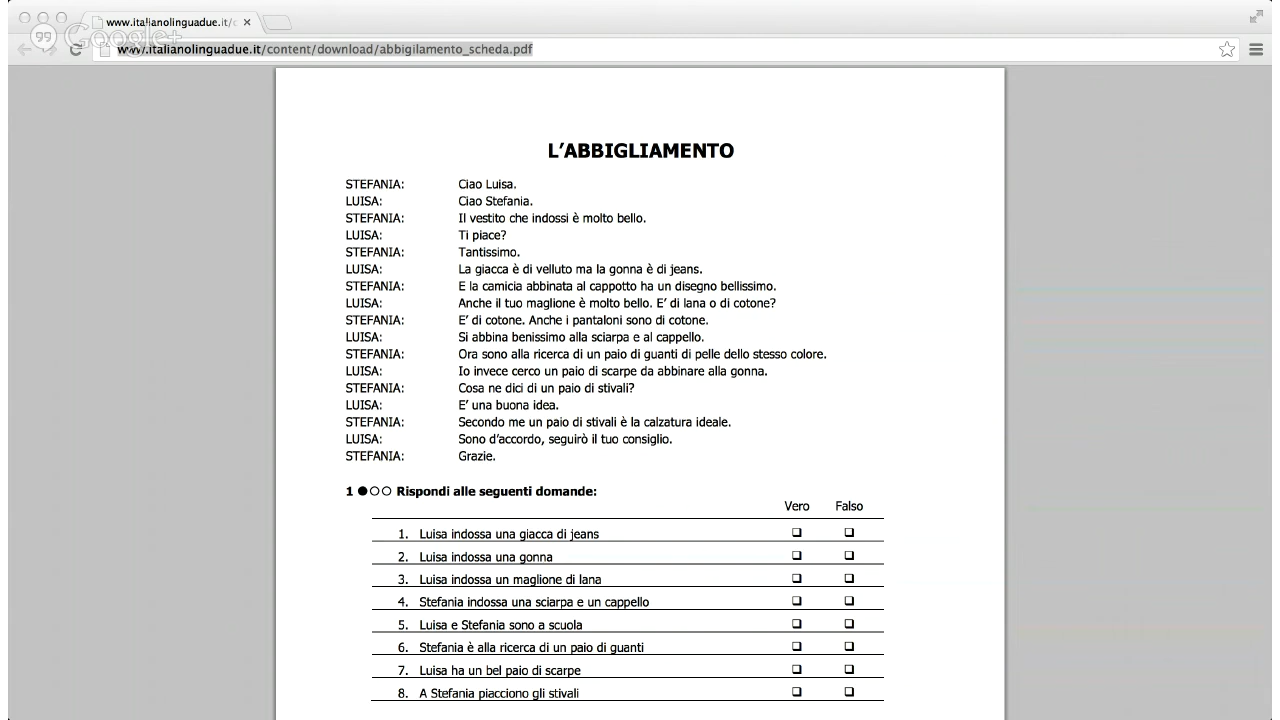 www.italianolinguadue.it/c
Google+
www.italianolinguadue.it/content/download/abbigilamento_scheda.pdf
L'ABBIGLIAMENTO
STEFANIA: Ciao Luisa.
LUISA: Ciao Stefania.
STEFANIA: Il vestito che indossi è molto bello.
LUISA: Ti piace?
STEFANIA: Tantissimo.
LUISA: La giacca è di velluto ma la gonna è di jeans.
STEFANIA: E la camicia abbinata al cappotto ha un disegno bellissimo.
LUISA: Anche il tuo maglione è molto bello. E' di lana o di cotone?
STEFANIA: E' di cotone. Anche i pantaloni sono di cotone.
LUISA: Si abbina benissimo alla sciarpa e al cappello.
STEFANIA: Ora sono alla ricerca di un paio di guanti di pelle dello stesso colore.
LUISA: Io invece cerco un paio di scarpe da abbinare alla gonna.
STEFANIA: Cosa ne dici di un paio di stivali?
LUISA: E' una buona idea.
STEFANIA: Secondo me un paio di stivali è la calzatura ideale.
LUISA: Sono d'accordo, seguirò il tuo consiglio.
STEFANIA: Grazie.
1 ●○○ Rispondi alle seguenti domande:
Vero Falso
1. Luisa indossa una giacca di jeans ❑ ❑
2. Luisa indossa una gonna ❑ ❑
3. Luisa indossa un maglione di lana ❑ ❑
4. Stefania indossa una sciarpa e un cappello ❑ ❑
5. Luisa e Stefania sono a scuola ❑ ❑
6. Stefania è alla ricerca di un paio di guanti ❑ ❑
7. Luisa ha un bel paio di scarpe ❑ ❑
8. A Stefania piacciono gli stivali ❑ ❑